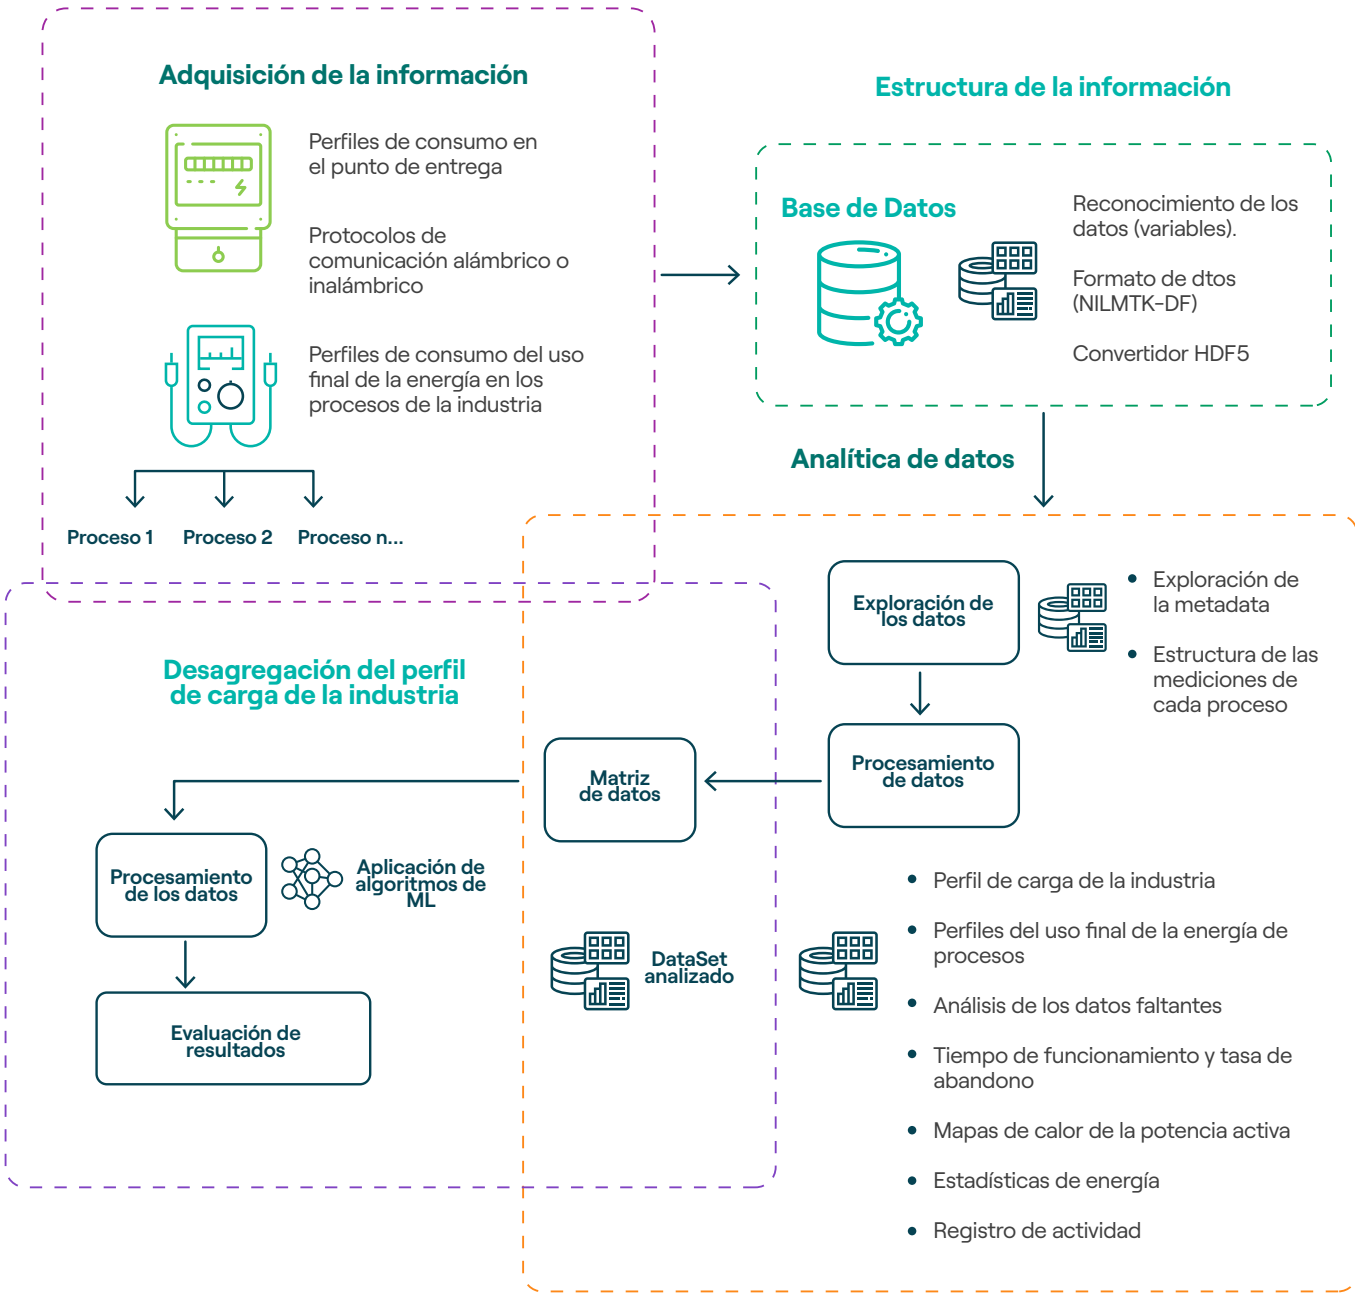 Adquisición de la información
Perfiles de consumo en
el punto de entrega
Protocolos de
comunicación alámbrico o
inalámbrico
Perfiles de consumo del uso
final de la energía en los
procesos de la industria
Proceso 1
Proceso 2
Proceso n...
Estructura de la información
Base de Datos
Reconocimiento de los
datos (variables).
Formato de dtos
(NILMTK-DF)
Convertidor HDF5
Analítica de datos
Exploración de
los datos
Exploración de
la metadata
Estructura de las
mediciones de
cada proceso
Procesamiento
de datos
Matriz
de datos
DataSet
analizado
Perfil de carga de la industria
Perfiles del uso final de la energía de
procesos
Análisis de los datos faltantes
Tiempo de funcionamiento y tasa de
abandono
Mapas de calor de la potencia activa
Estadísticas de energía
Registro de actividad
Desagregación del perfil
de carga de la industria
Procesamiento
de los datos
Aplicación de
algoritmos de
ML
Evaluación de
resultados